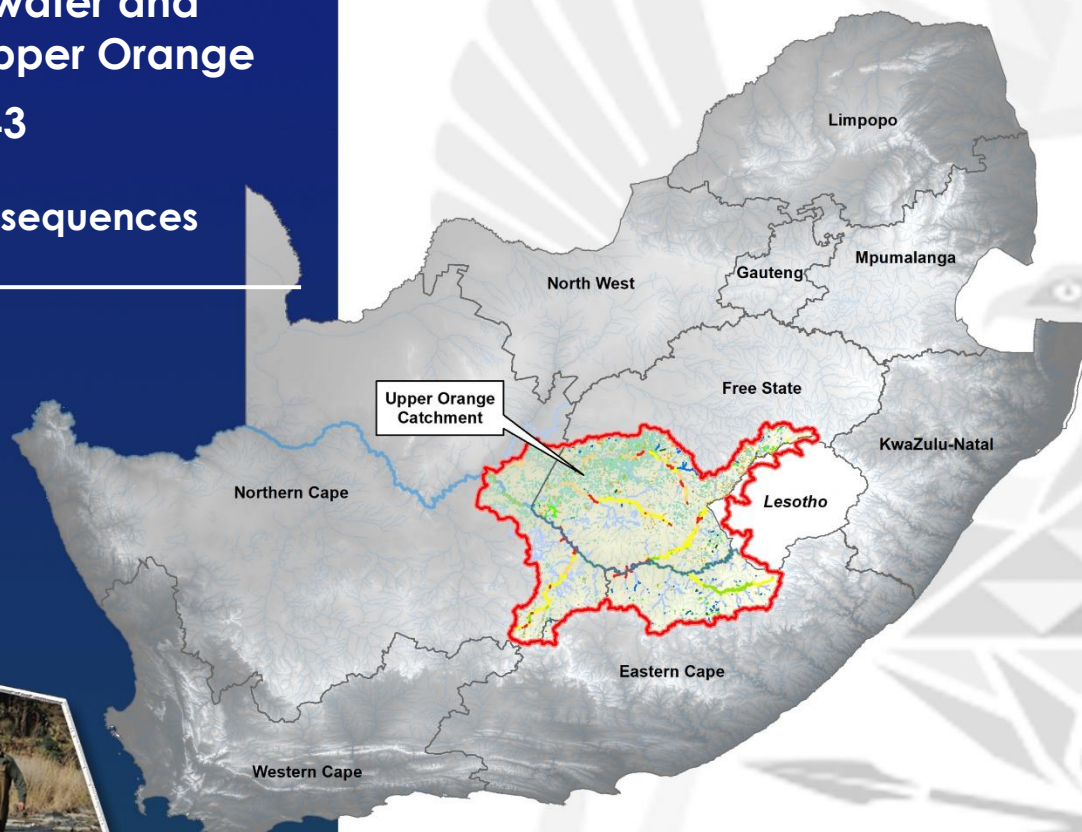 water and
pper Orange
3
sequences
Limpopo
Mpumalanga
Gauteng
North West
Free State
Upper Orange
Catchment
KwaZulu-Natal
Northern Cape
Lesotho
Eastern Cape
Western Cape